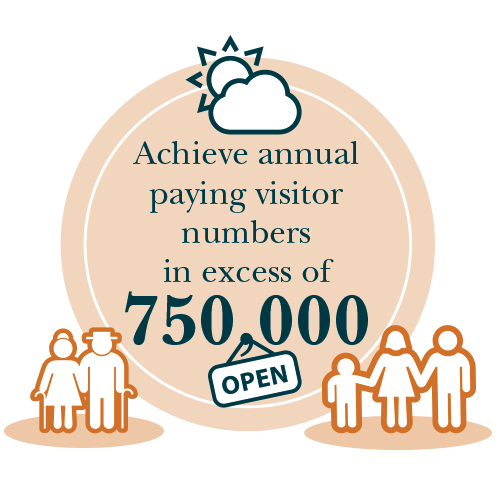 Achieve annual
paying visitor
numbers
in excess of
750,000
OPEN